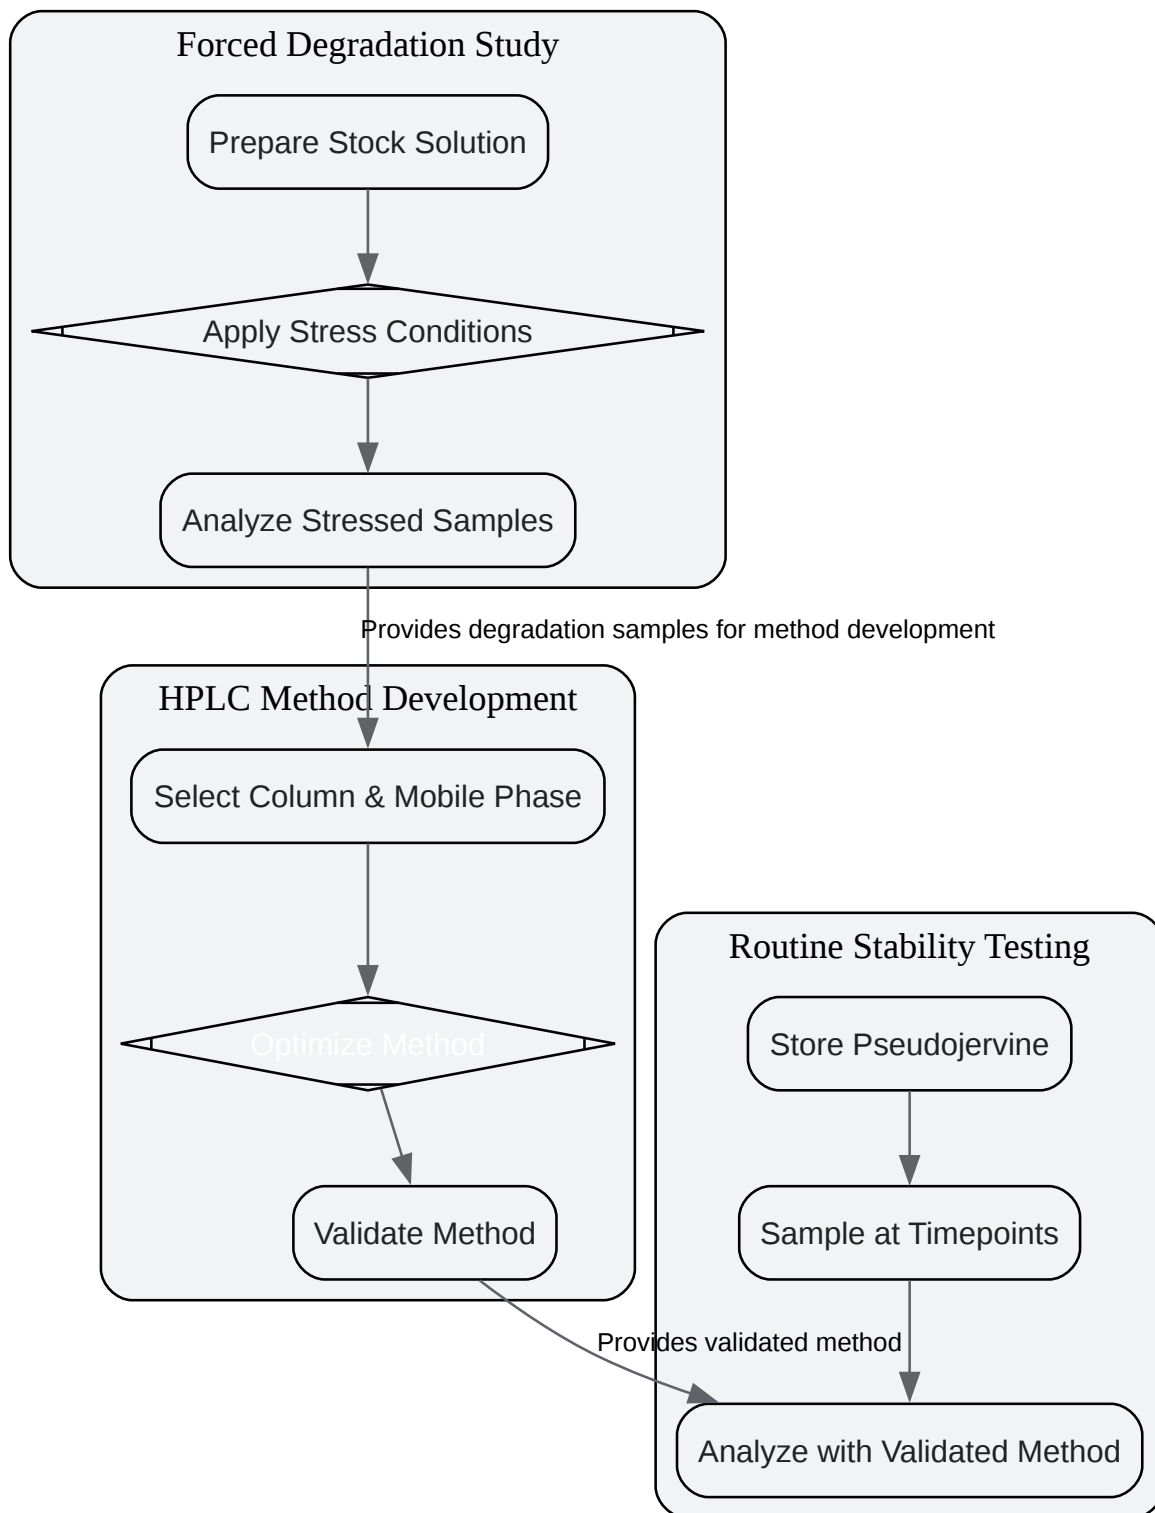 Forced Degradation Study
Prepare Stock Solution
Apply Stress Conditions
Analyze Stressed Samples
Provides degradation samples for method development
HPLC Method Development
Select Column & Mobile Phase
Optimize Method
Validate Method
Routine Stability Testing
Store Pseudojervine
Sample at Timepoints
Provides validated method
Analyze with Validated Method